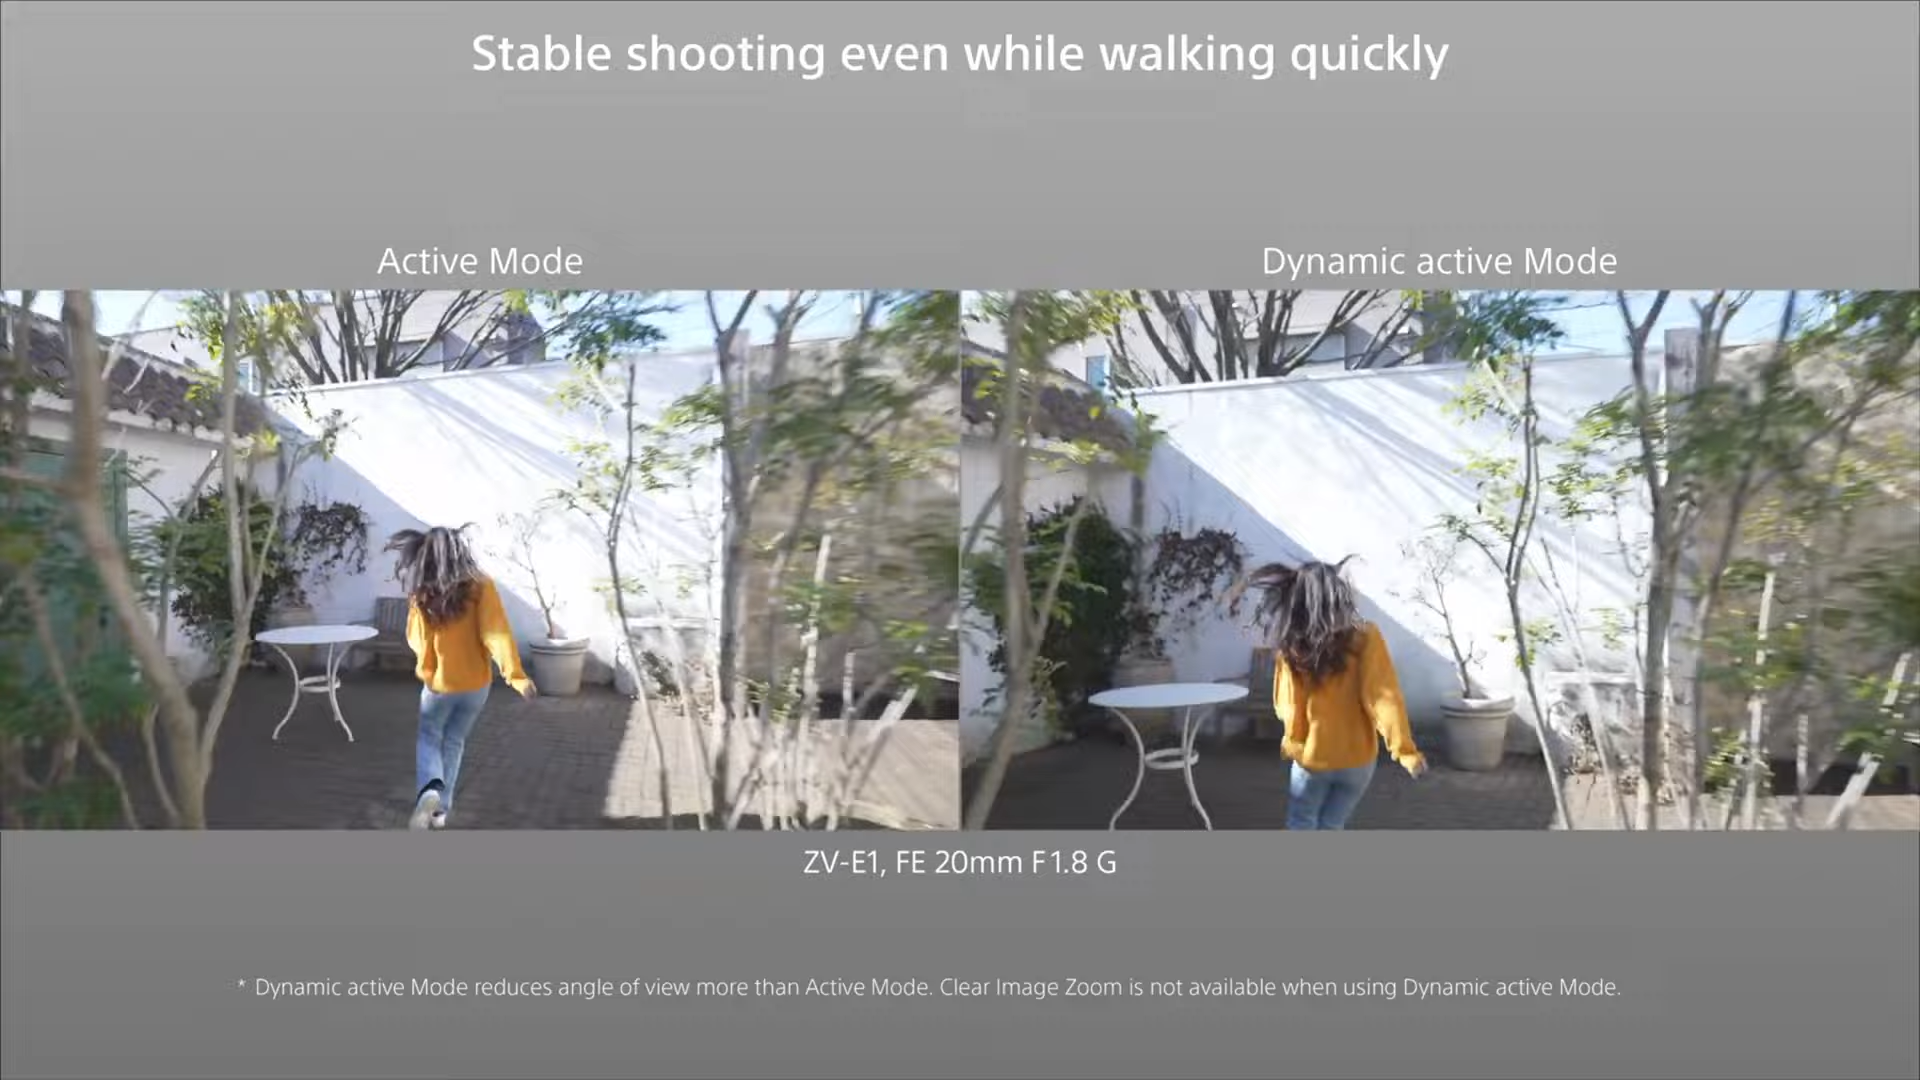 Stable shooting even while walking quickly
Active Mode
Dynamic active Mode
ZV-E1, FE 20mm F1.8 G
* Dynamic active Mode reduces angle of view more than Active Mode. Clear Image Zoom is not available when using Dynamic active Mode.